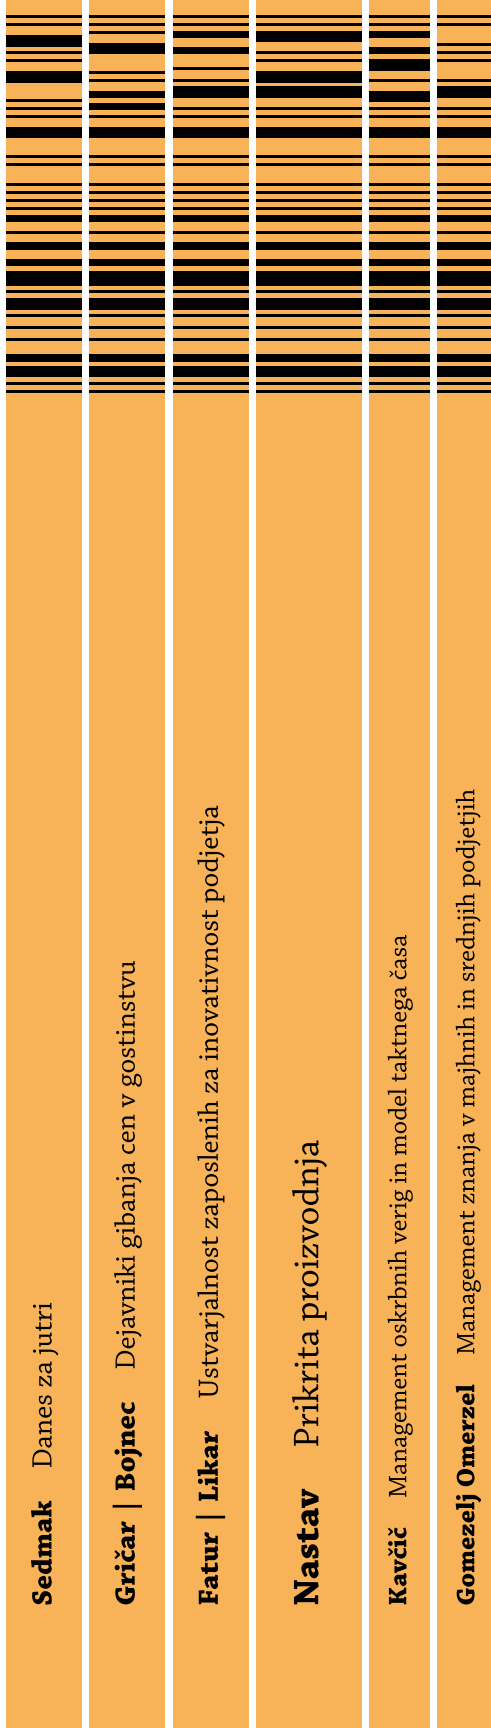 Sedmak Danes za jutri
Gričar | Bojnec Dejavniki gibanja cen v gostinstvu
Fatur | Likar Ustvarjalnost zaposlenih za inovativnost podjetja
Nastav Prikrita proizvodnja
Kavčič Management oskrbnih verig in model taktnega časa
Gomezelj Omerzel Management znanja v majhnih in srednjih podjetjih